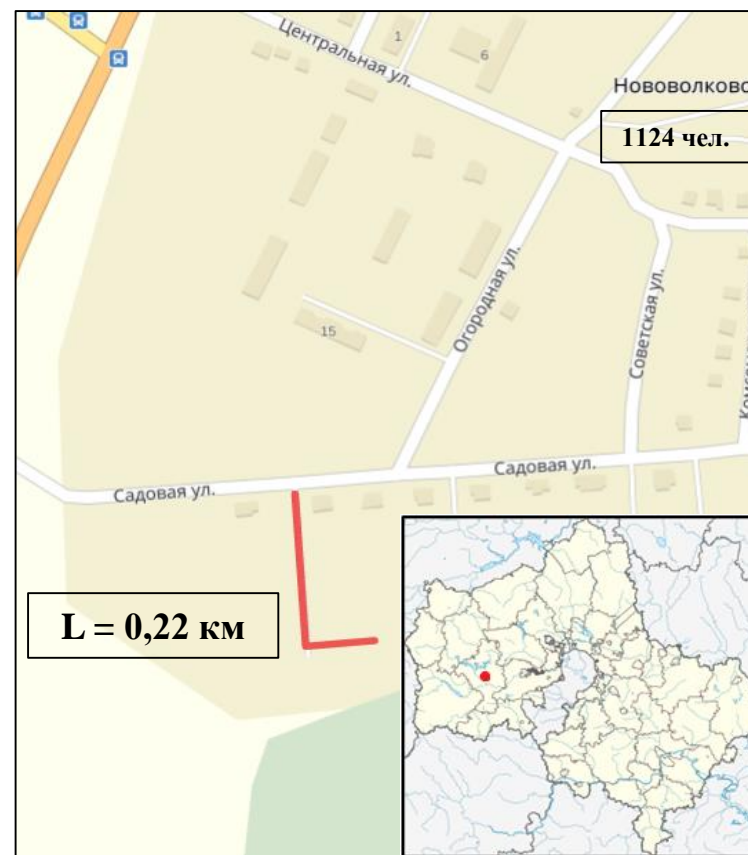 Центральная ул.
1
6
Нововолково
1124 чел.
Огородная ул.
Советская ул.
15
Садовая ул.
Садовая ул.
L = 0,22 км